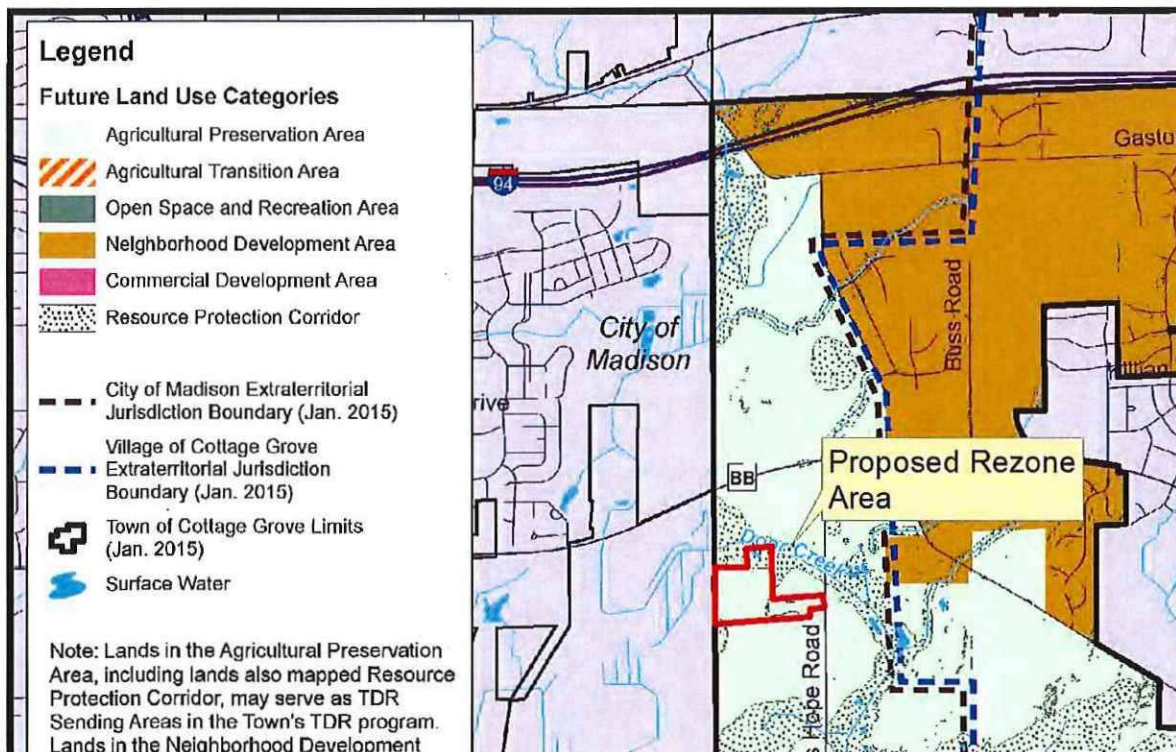 Legend
Future Land Use Categories
Agricultural Preservation Area
Agricultural Transition Area
Open Space and Recreation Area
Neighborhood Development Area
Commercial Development Area
Resource Protection Corridor
City of Madison Extraterritorial
Jurisdiction Boundary (Jan. 2015)
Village of Cottage Grove
Extraterritorial Jurisdiction
Boundary (Jan. 2015)
Town of Cottage Grove Limits
(Jan. 2015)
Surface Water
Note: Lands in the Agricultural Preservation
Area, including lands also mapped Resource
Protection Corridor, may serve as TDR
Sending Areas in the Town's TDR program.
Lands in the Neighborhood Development
94
City of
Madison
rive
Gasto
Buss Road
BB
Proposed Rezone
Area
Creek
s Hope Road